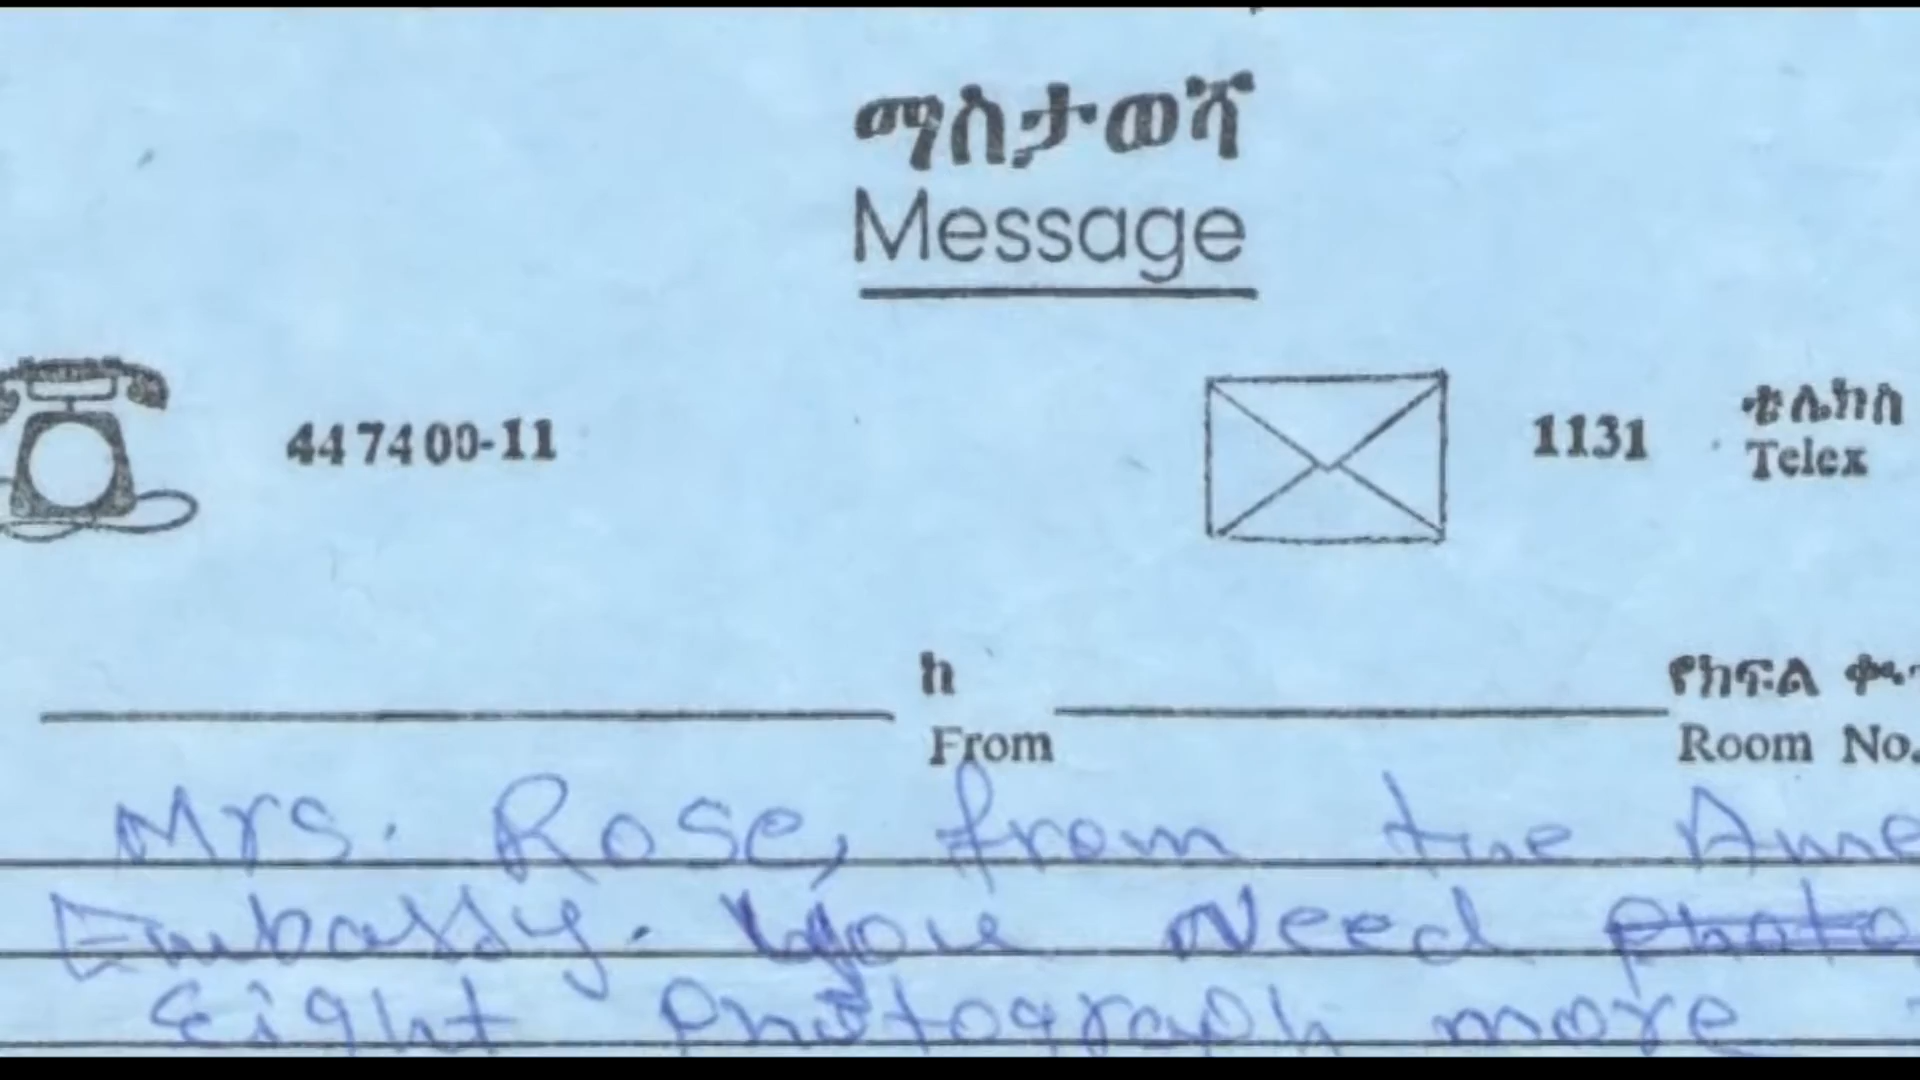 ማስታወሻ
Message
447400-11
1131
ቴሌክስ
Telex
ከ
From
የክፍል
Room No.
Mrs. Rose, from the Ame
Embassy. You Need photo
Eight photograph more